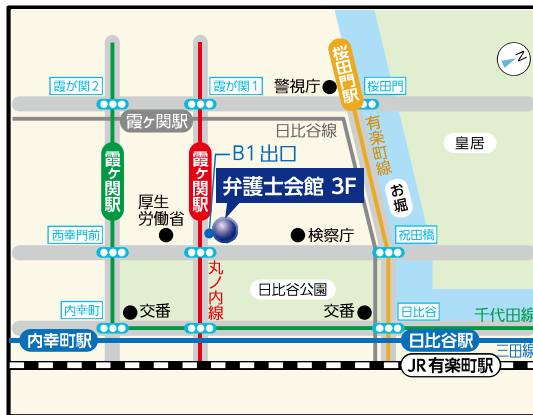 N
桜田門駅
霞が関2
霞が関1
警視庁
桜田門
霞ヶ関駅
日比谷線
有楽町線
皇居
霞ヶ関駅
霞ヶ関駅
B1出口
弁護士会館 3F
お堀
厚生
労働省
西幸門前
検察庁
祝田橋
丸ノ内線
日比谷公園
内幸町
交番
交番
日比谷
千代田線
内幸町駅
日比谷駅
三田線
JR有楽町駅